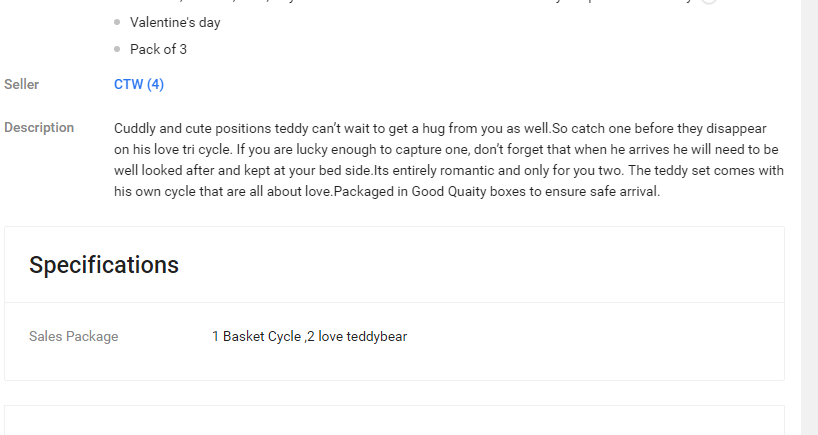 Valentine's day
Pack of 3
Seller CTW (4)
Description Cuddly and cute positions teddy can't wait to get a hug from you as well.So catch one before they disappear
on his love tri cycle. If you are lucky enough to capture one, don't forget that when he arrives he will need to be
well looked after and kept at your bed side.Its entirely romantic and only for you two. The teddy set comes with
his own cycle that are all about love.Packaged in Good Quaity boxes to ensure safe arrival.
Specifications
Sales Package 1 Basket Cycle ,2 love teddybear